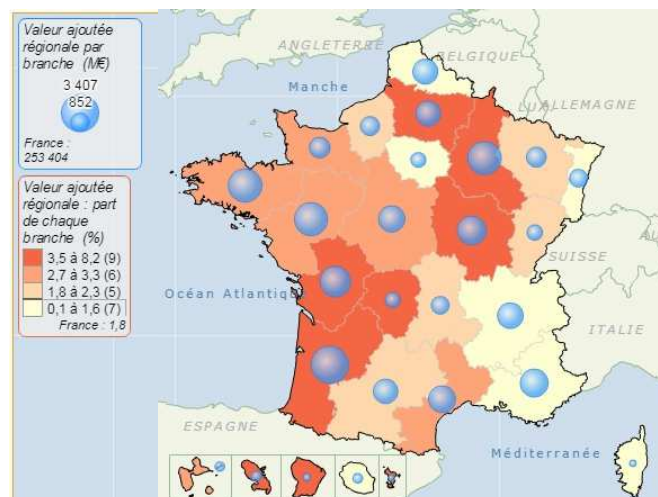 Valeur ajoutée
régionale par
branche (M€)
3 407
852
France :
253 404
Valeur ajoutée
régionale : part
de chaque
branche (%)
3,5 à 8,2 (9)
2,7 à 3,3 (6)
1,8 à 2,3 (5)
0,1 à 1,6 (7)
France : 1,8
ANGLETERRE
BELGIQUE
Manche
LUX
ALLEMAGNE
SUISSE
AU
Océan Atlantique
ITALIE
ESPAGNE
Méditerranée